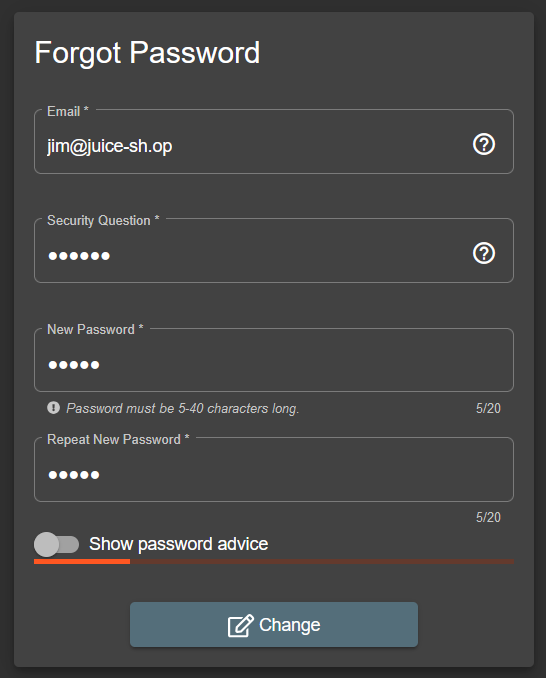 Forgot Password
Email *
jim@juice-sh.op
Security Question *
••••••
New Password *
•••••
Password must be 5-40 characters long.
5/20
Repeat New Password *
•••••
5/20
Show password advice
Change